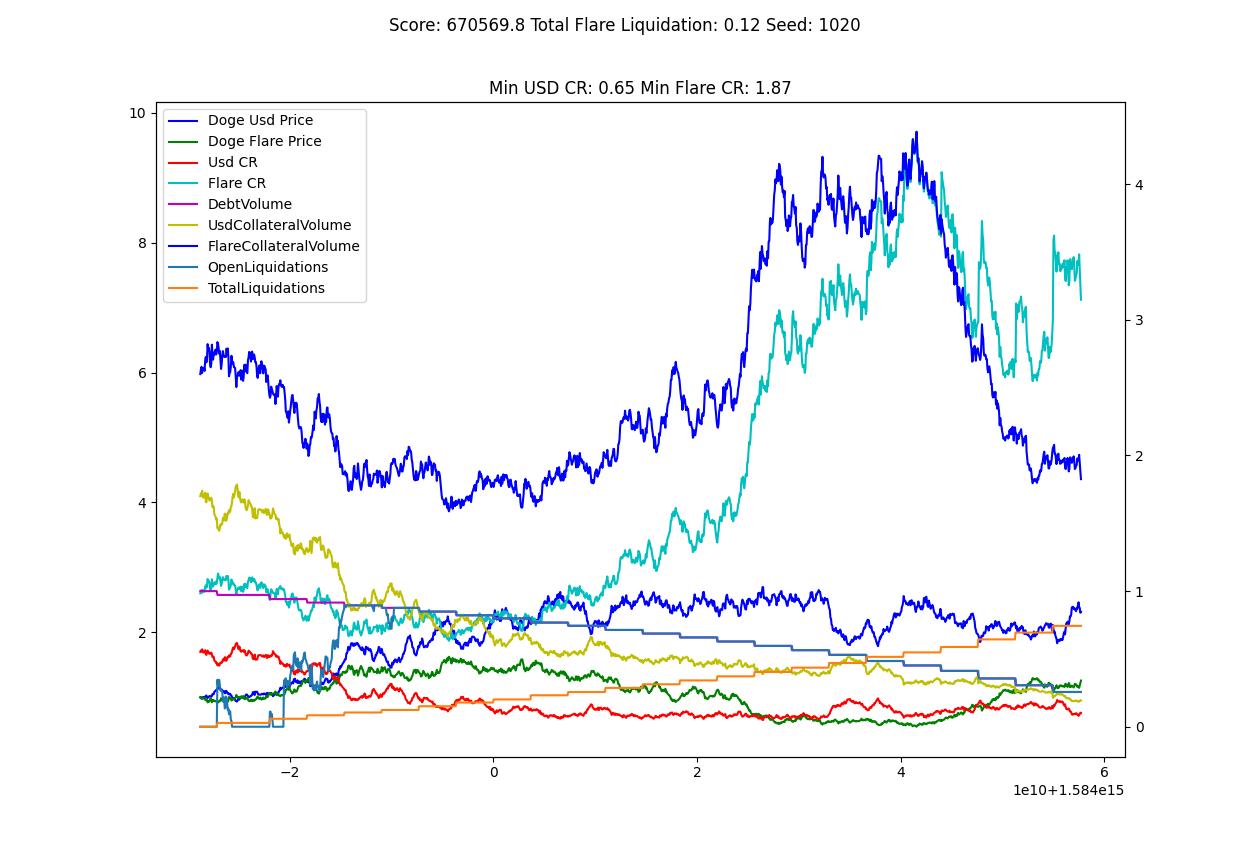 Score: 670569.8 Total Flare Liquidation: 0.12 Seed: 1020
Min USD CR: 0.65 Min Flare CR: 1.87
Doge Usd Price
Doge Flare Price
Usd CR
Flare CR
DebtVolume
UsdCollateralVolume
FlareCollateralVolume
OpenLiquidations
TotalLiquidations
10
8
6
4
2
4
3
2
1
0
−2
0
2
4
6
1e10+1.584e15